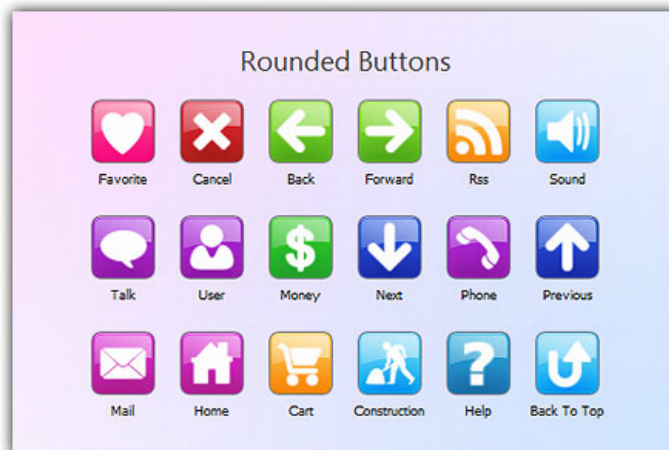 Rounded Buttons
Favorite Cancel Back Forward Rss Sound
Talk User Money Next Phone Previous
Mail Home Cart Construction Help Back To Top